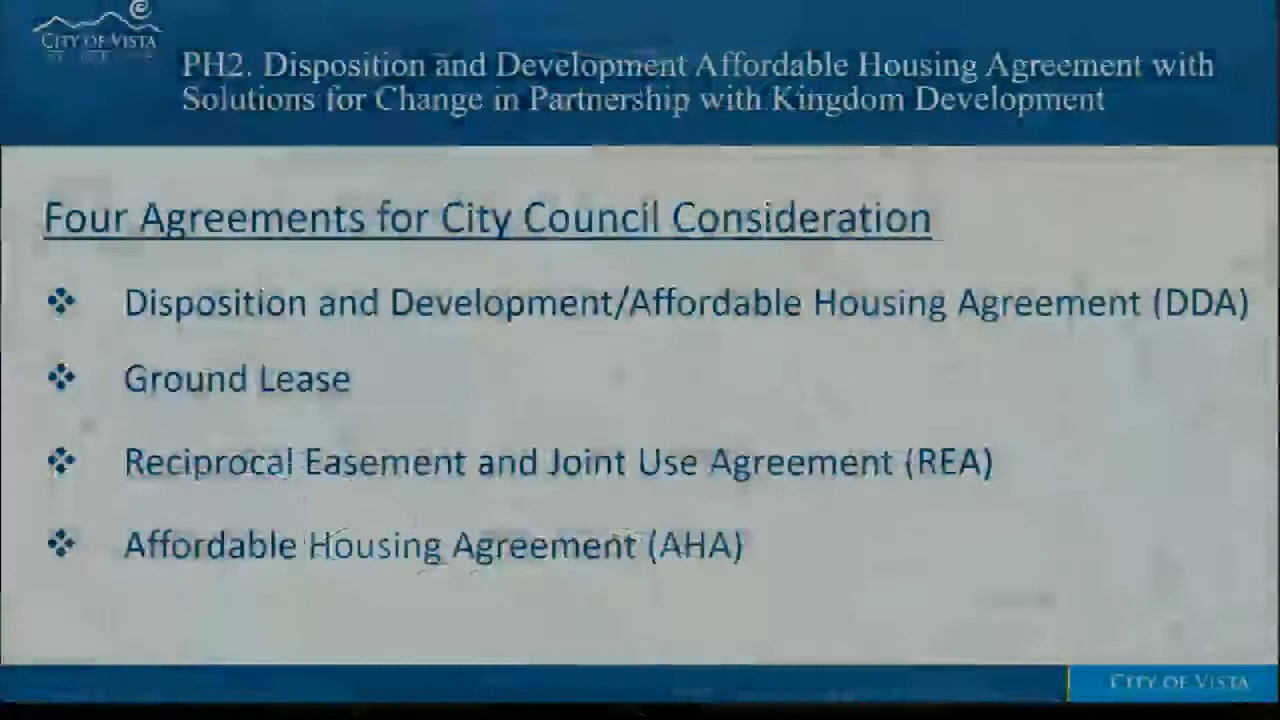 CITY OF VISTA
PH2. Disposition and Development Affordable Housing Agreement with
Solutions for Change in Partnership with Kingdom Development
Four Agreements for City Council Consideration
Disposition and Development/Affordable Housing Agreement (DDA)
Ground Lease
Reciprocal Easement and Joint Use Agreement (REA)
Affordable Housing Agreement (AHA)
CITY OF VISTA